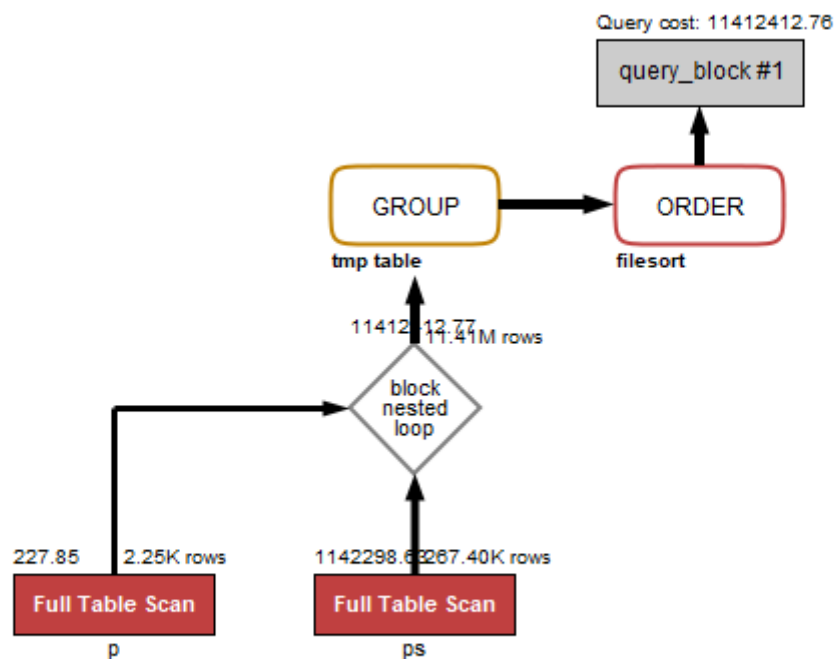 Query cost: 11412412.76
query_block #1
GROUP
ORDER
tmp table
filesort
11.41M rows
block
nested
loop
227.85
2.25K rows
267.40K rows
Full Table Scan
Full Table Scan
p
ps